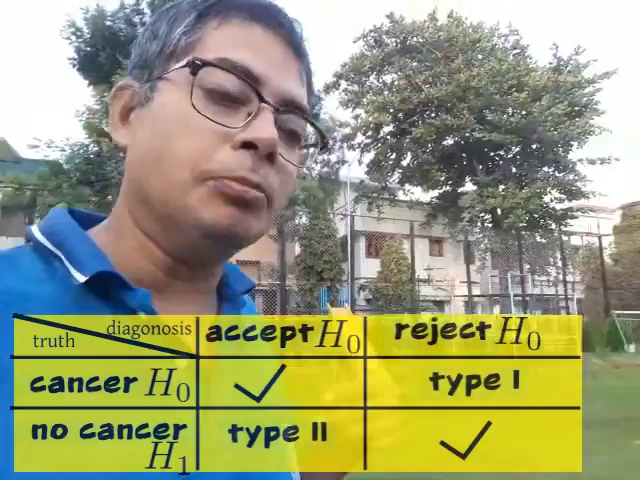 truth diagonosis accept H₀ reject H₀
cancer H₀ ✓ type I
no cancer H₁ type II ✓